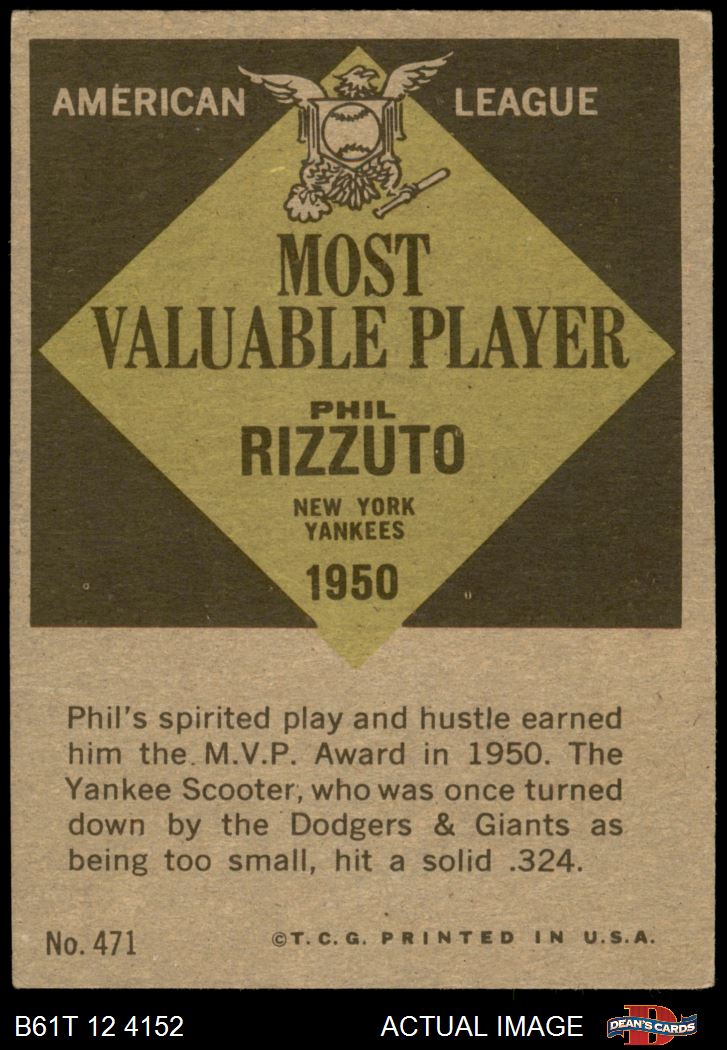 AMERICAN LEAGUE
MOST
VALUABLE PLAYER
PHIL
RIZZUTO
NEW YORK
YANKEES
1950
Phil's spirited play and hustle earned
him the M.V.P. Award in 1950. The
Yankee Scooter, who was once turned
down by the Dodgers & Giants as
being too small, hit a solid .324.
No. 471 ©T.C.G. PRINTED IN U.S.A.
B61T 12 4152 ACTUAL IMAGE DEAN'S CARDS